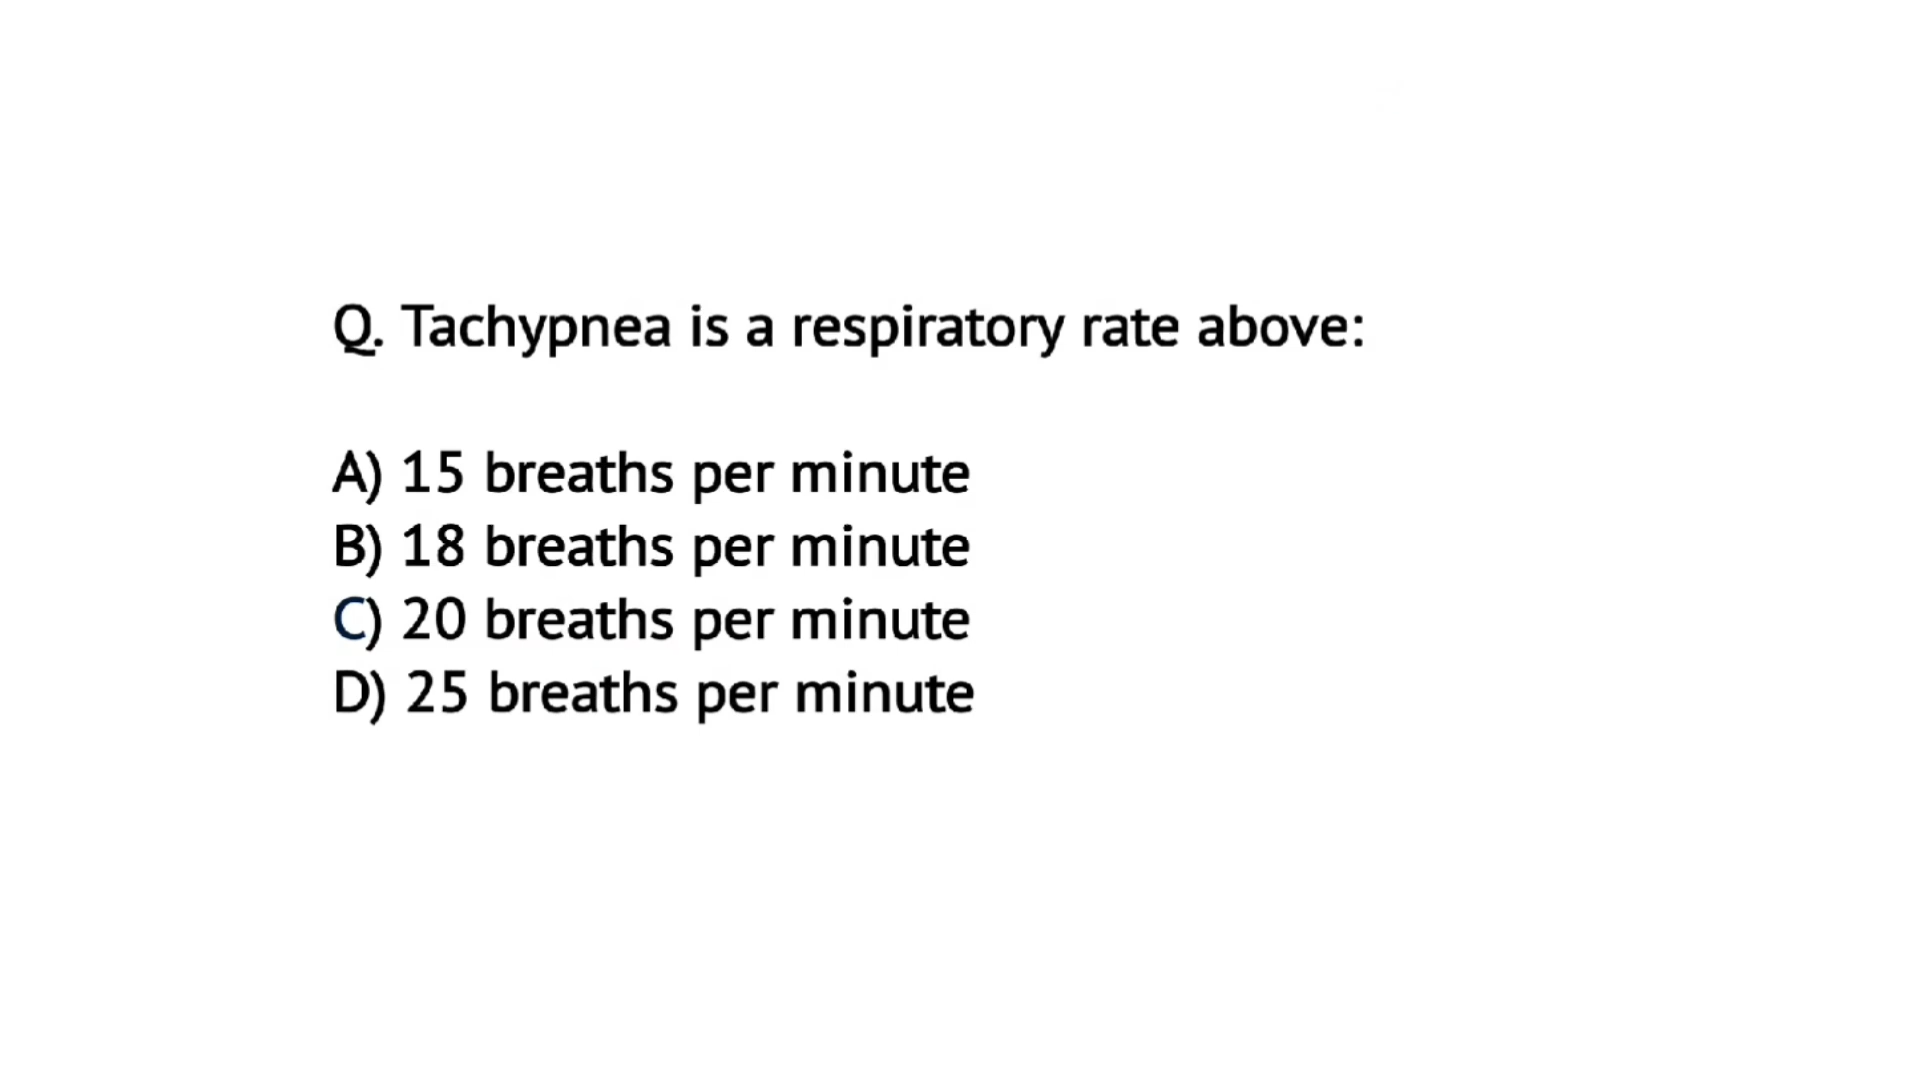 Q. Tachypnea is a respiratory rate above:
A) 15 breaths per minute
B) 18 breaths per minute
C) 20 breaths per minute
D) 25 breaths per minute